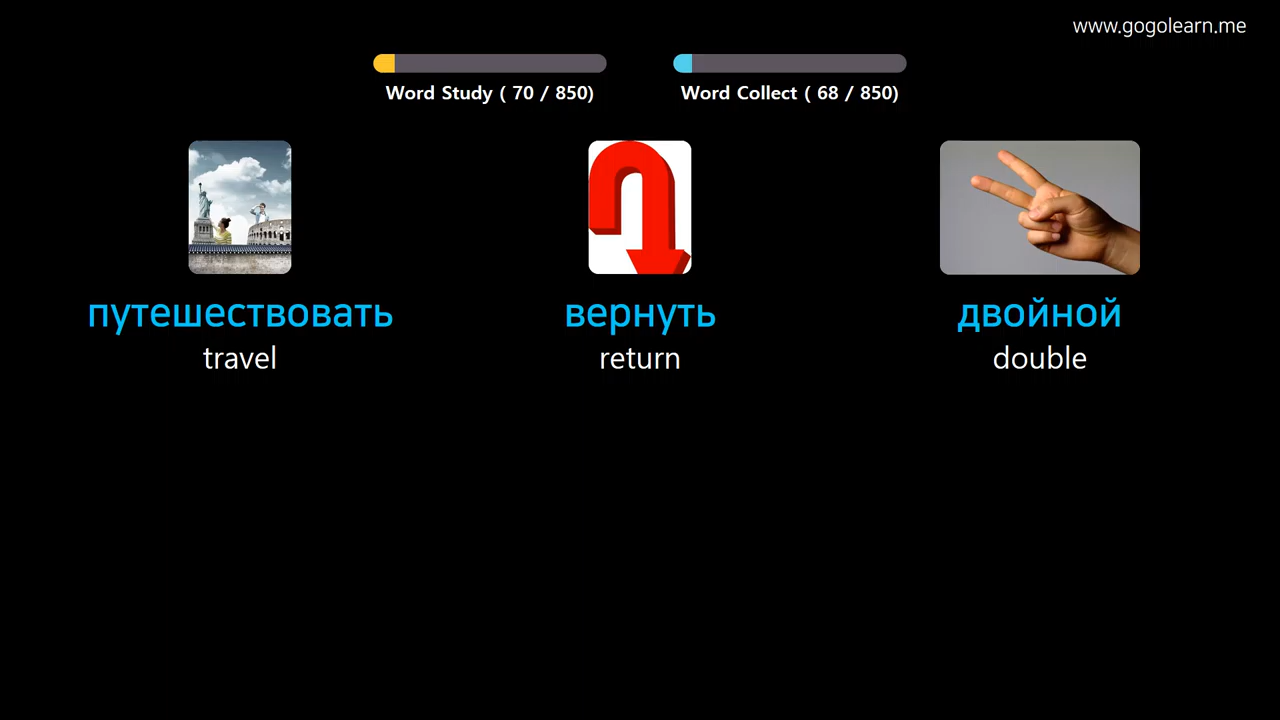 www.gogolearn.me
Word Study ( 70 / 850)
Word Collect ( 68 / 850)
путешествовать
travel
вернуть
return
двойной
double